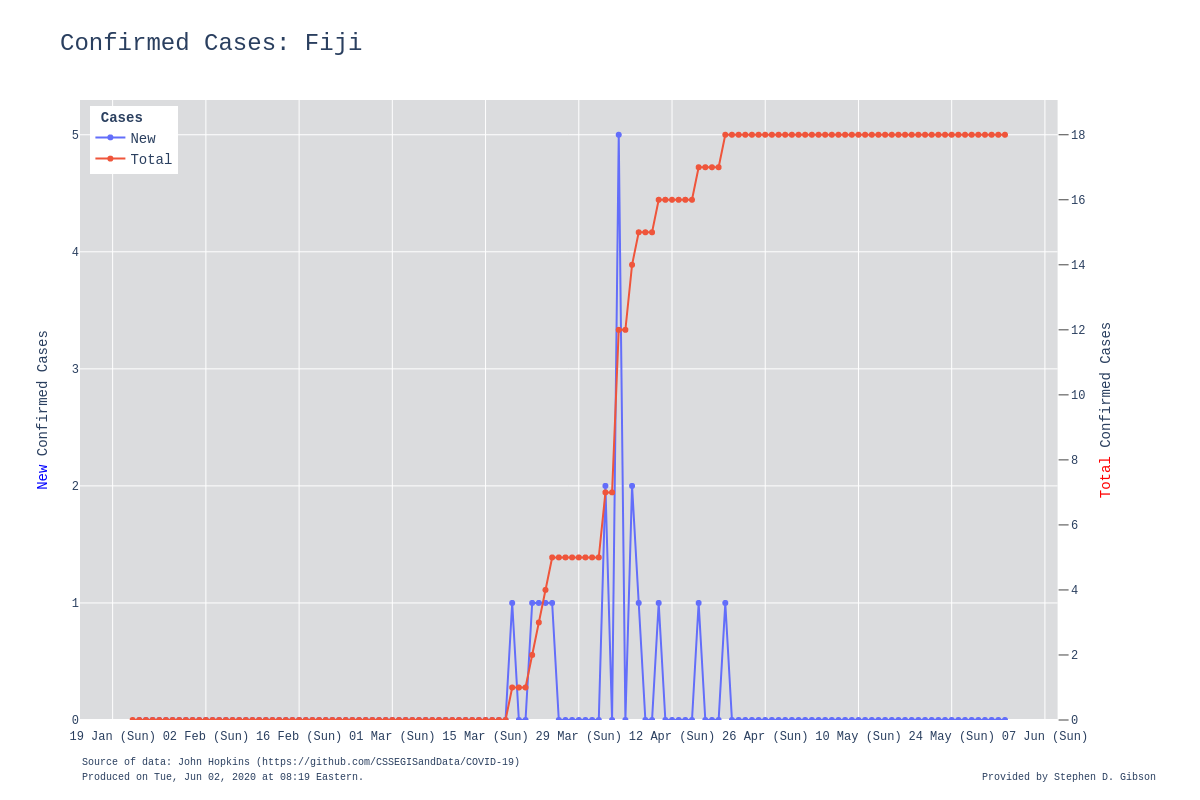 Confirmed Cases: Fiji
Cases
New
Total
5
4
3
2
1
0
New Confirmed Cases
18
16
14
12
10
8
6
4
2
0
Total Confirmed Cases
19 Jan (Sun) 02 Feb (Sun) 16 Feb (Sun) 01 Mar (Sun) 15 Mar (Sun) 29 Mar (Sun) 12 Apr (Sun) 26 Apr (Sun) 10 May (Sun) 24 May (Sun) 07 Jun (Sun)
Source of data: John Hopkins (https://github.com/CSSEGISandData/COVID-19)
Produced on Tue, Jun 02, 2020 at 08:19 Eastern.
Provided by Stephen D. Gibson